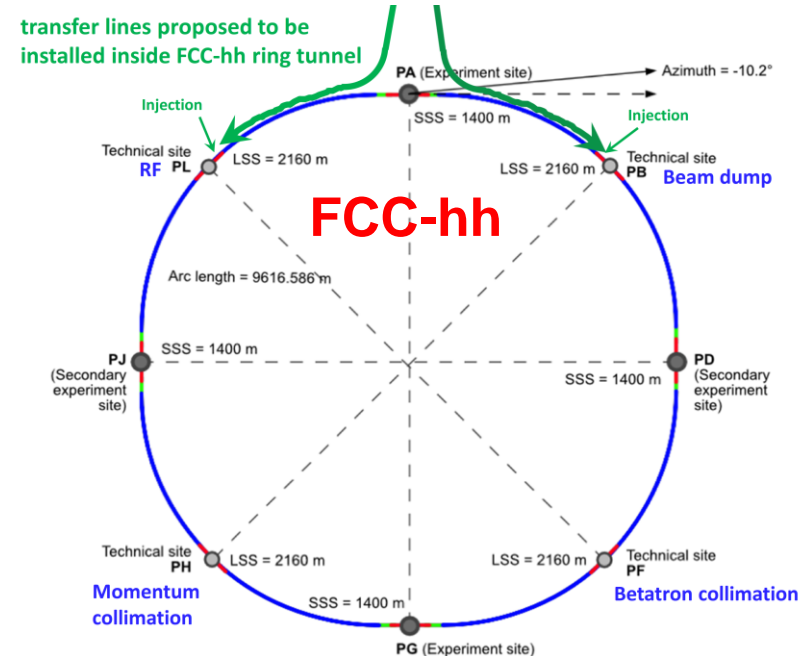 transfer lines proposed to be
installed inside FCC-hh ring tunnel
PA (Experiment site)
Azimuth = -10.2°
Injection
SSS = 1400 m
Injection
Technical site
RF PL
LSS = 2160 m
LSS = 2160 m
Technical site
PB
Beam dump
FCC-hh
Arc length = 9616.586 m
PJ
(Secondary
experiment
site)
SSS = 1400 m
SSS = 1400 m
PD
(Secondary
experiment
site)
Technical site
PH
LSS = 2160 m
LSS = 2160 m
Technical site
PF
Momentum
collimation
Betatron collimation
SSS = 1400 m
PG (Experiment site)